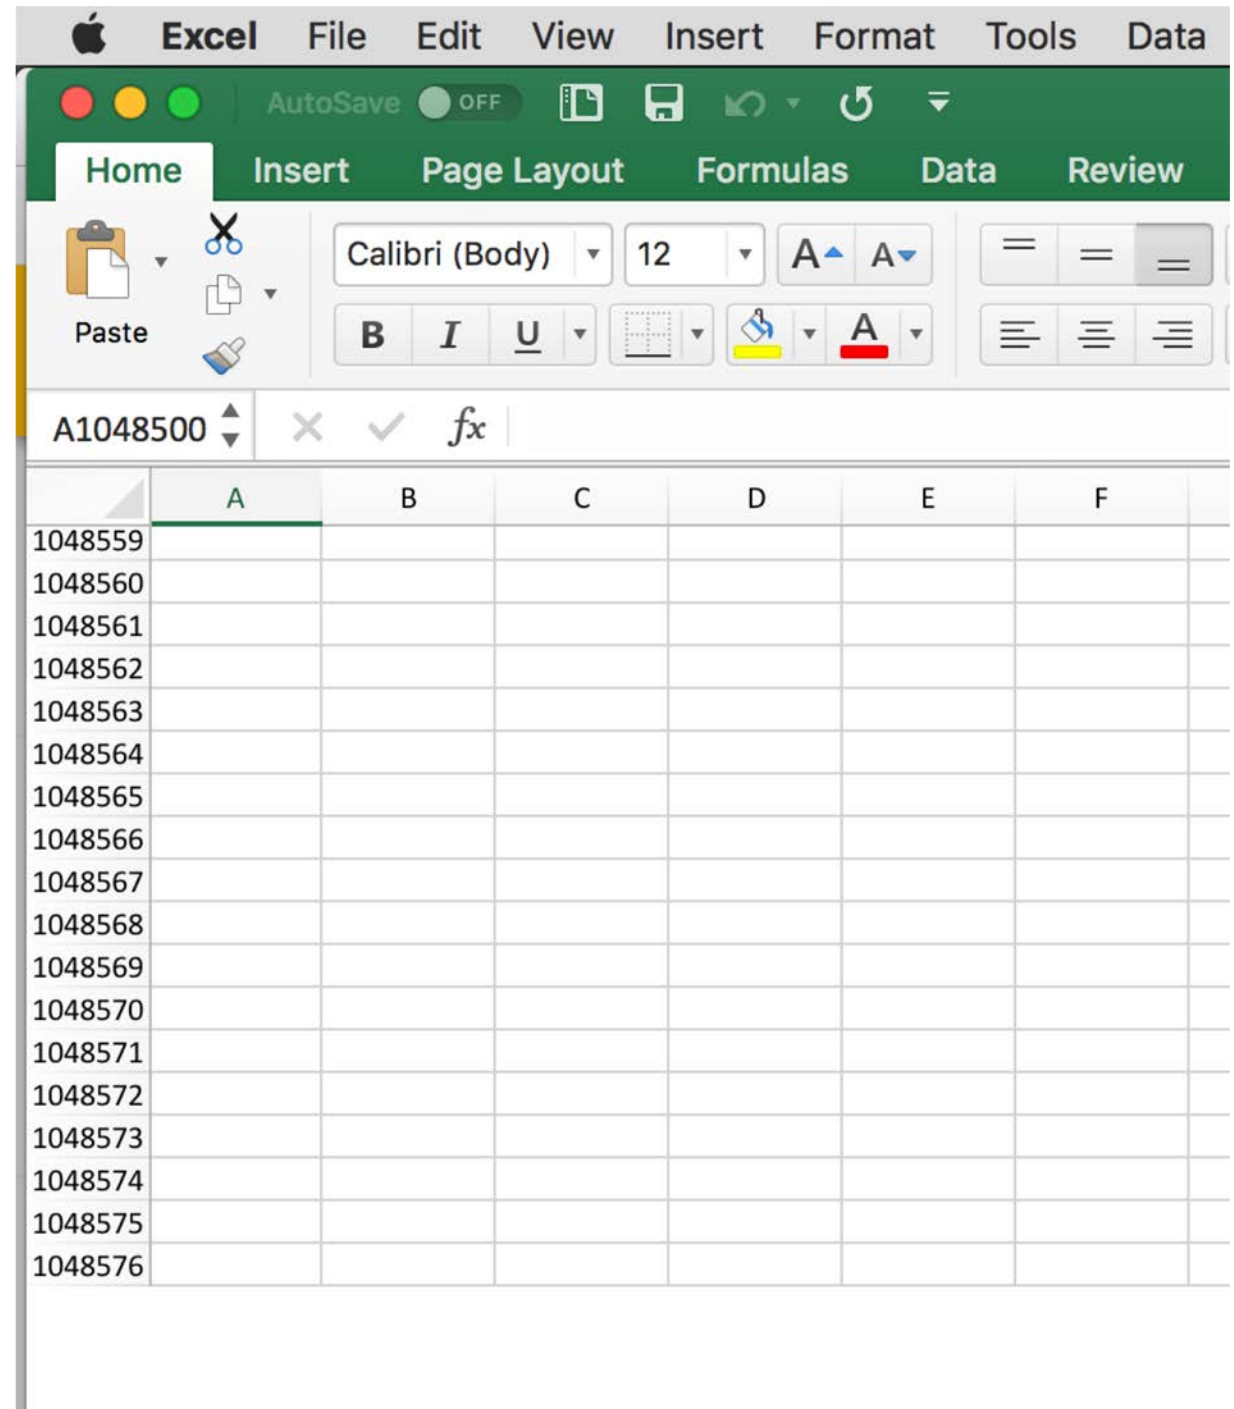 Excel File Edit View Insert Format Tools Data
AutoSave OFF
Home Insert Page Layout Formulas Data Review
Paste
Calibri (Body) 12 A A
B I U A
A1048500 fx
A B C D E F
1048559
1048560
1048561
1048562
1048563
1048564
1048565
1048566
1048567
1048568
1048569
1048570
1048571
1048572
1048573
1048574
1048575
1048576